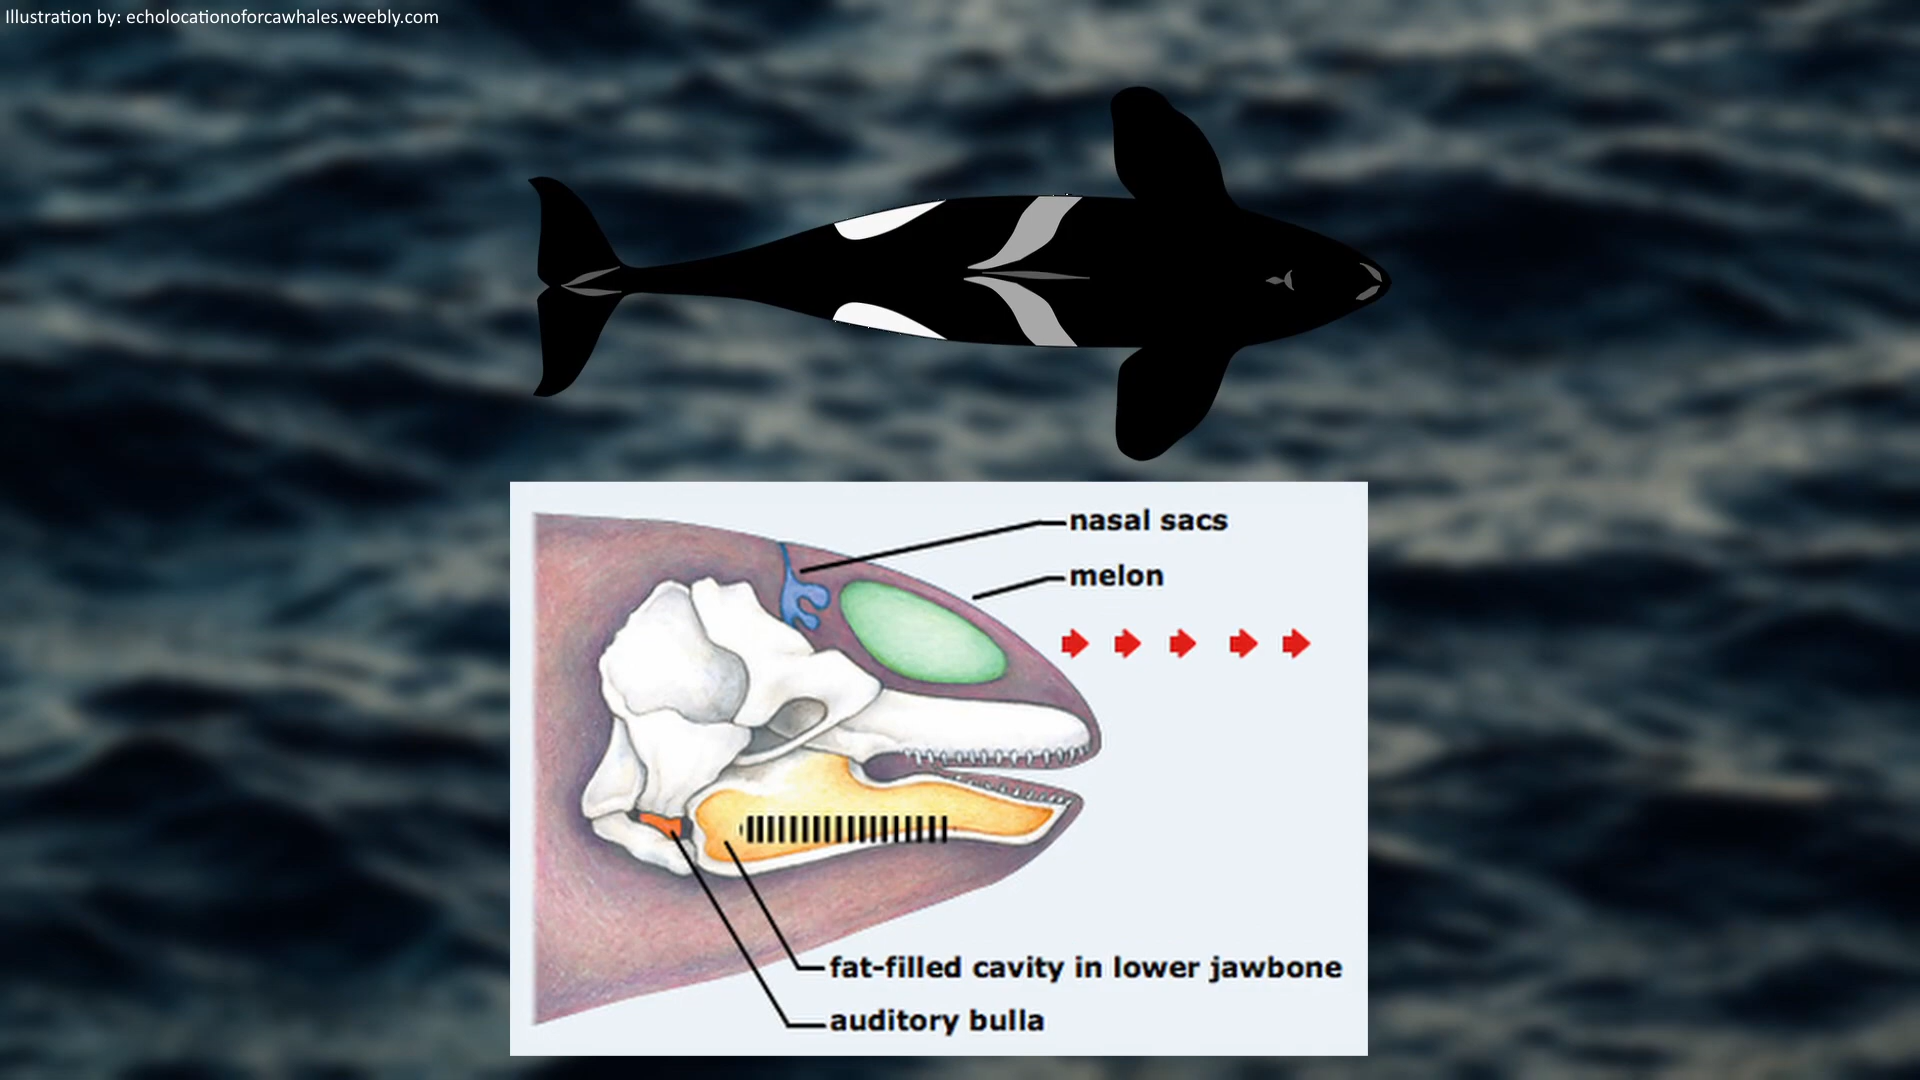 Illustration by: echolocationoforcawhales.weebly.com
nasal sacs
melon
fat-filled cavity in lower jawbone
auditory bulla